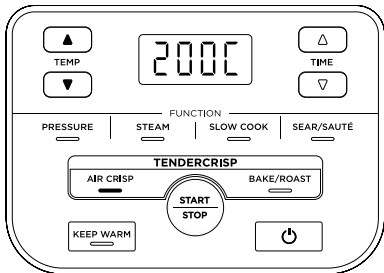 200C
TEMP
TIME
FUNCTION
PRESSURE STEAM SLOW COOK SEAR/SAUTÉ
TENDERCRISP
AIR CRISP BAKE/ROAST
START
STOP
KEEP WARM